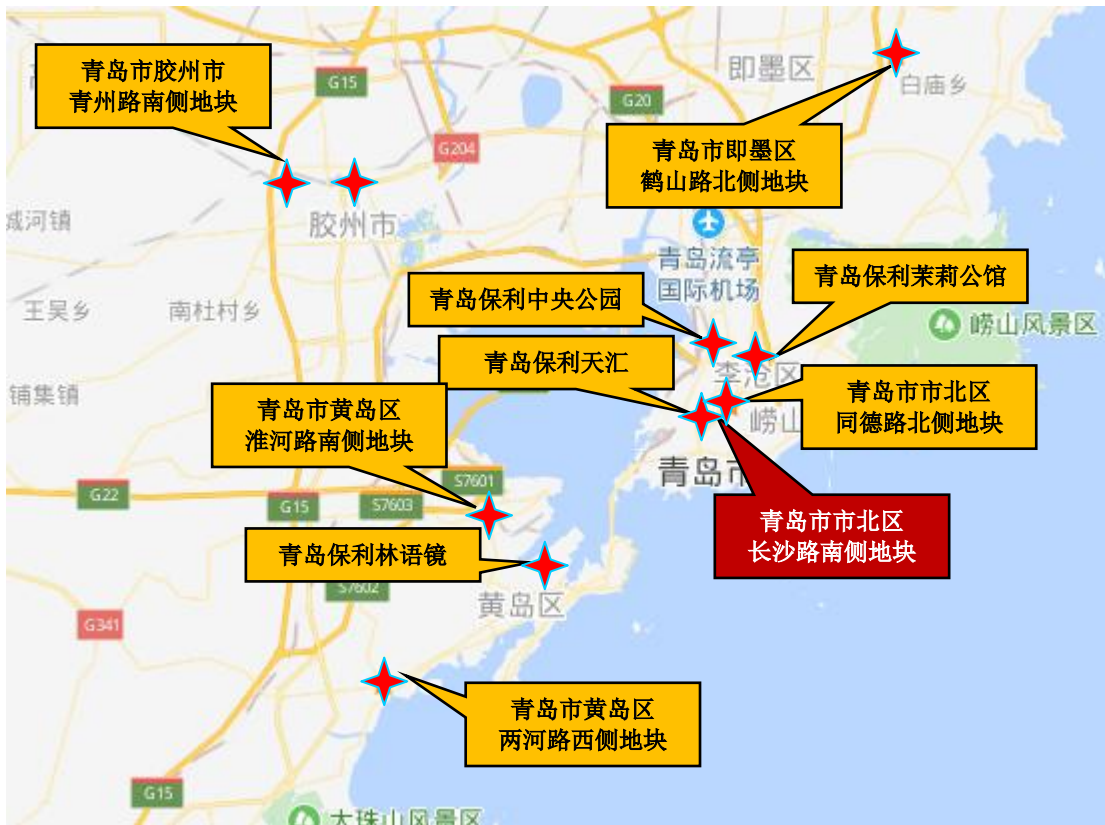 青岛市胶州市
青州路南侧地块
G15
即墨区
白庙乡
G20
G204
青岛市即墨区
鹤山路北侧地块
城河镇
胶州市
青岛流亭
国际机场
青岛保利茉莉公馆
青岛保利中央公园
王吴乡
南杜村乡
崂山风景区
青岛保利天汇
李沧区
铺集镇
青岛市黄岛区
淮河路南侧地块
青岛市市北区
同德路北侧地块
崂山
青岛市
S7601
G22
G15
S7603
青岛市市北区
长沙路南侧地块
青岛保利林语镜
S7602
黄岛区
G341
青岛市黄岛区
两河路西侧地块
G15
大珠山风景区